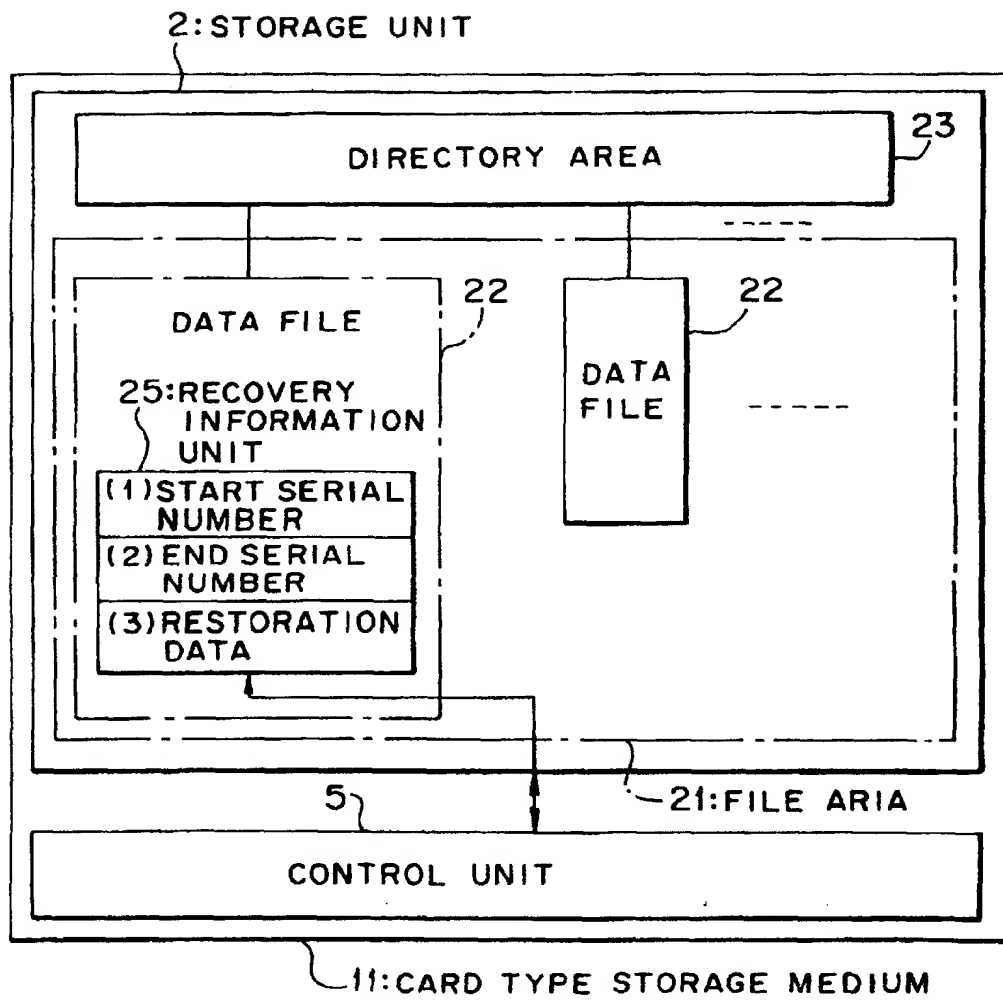 2:STORAGE UNIT
23
DIRECTORY AREA
22
DATA FILE
25:RECOVERY
INFORMATION
UNIT
(1)START SERIAL
NUMBER
(2)END SERIAL
NUMBER
(3)RESTORATION
DATA
22
DATA
FILE
21:FILE ARIA
5
CONTROL UNIT
11:CARD TYPE STORAGE MEDIUM